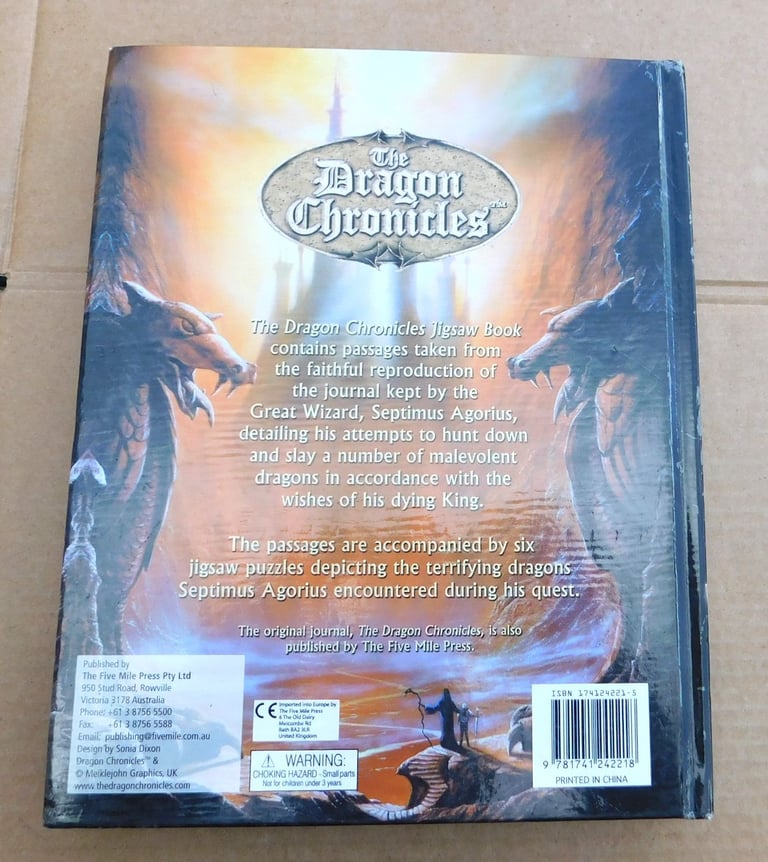 The
Dragon
Chronicles™
The Dragon Chronicles Jigsaw Book
contains passages taken from
the faithful reproduction of
the journal kept by the
Great Wizard, Septimus Agorius,
detailing his attempts to hunt down
and slay a number of malevolent
dragons in accordance with the
wishes of his dying King.
The passages are accompanied by six
jigsaw puzzles depicting the terrifying dragons
Septimus Agorius encountered during his quest.
The original journal, The Dragon Chronicles, is also
published by The Five Mile Press.
Published by
The Five Mile Press Pty Ltd
950 Stud Road, Rowville
Victoria 3178 Australia
Phone: +61 3 8756 5500
Fax: +61 3 8756 5588
Email: publishing@fivemile.com.au
Design by Sonia Dixon
Dragon Chronicles™ &
© Meiklejohn Graphics, UK
www.thedragonchronicles.com
CE
Imported into Europe by
The Five Mile Press
6 The Old Dairy
Melcombe Rd
Bath BA2 3LR
United Kingdom
WARNING:
CHOKING HAZARD - Small parts
Not for children under 3 years
ISBN 174124221-5
9 781741 242218
PRINTED IN CHINA